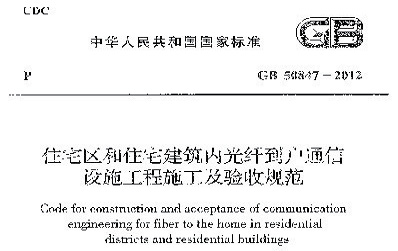 UDC
中华人民共和国国家标准
GB
P
GB 50847－2012
住宅区和住宅建筑内光纤到户通信
设施工程施工及验收规范
Code for construction and acceptance of communication
engineering for fiber to the home in residential
districts and residential buildings